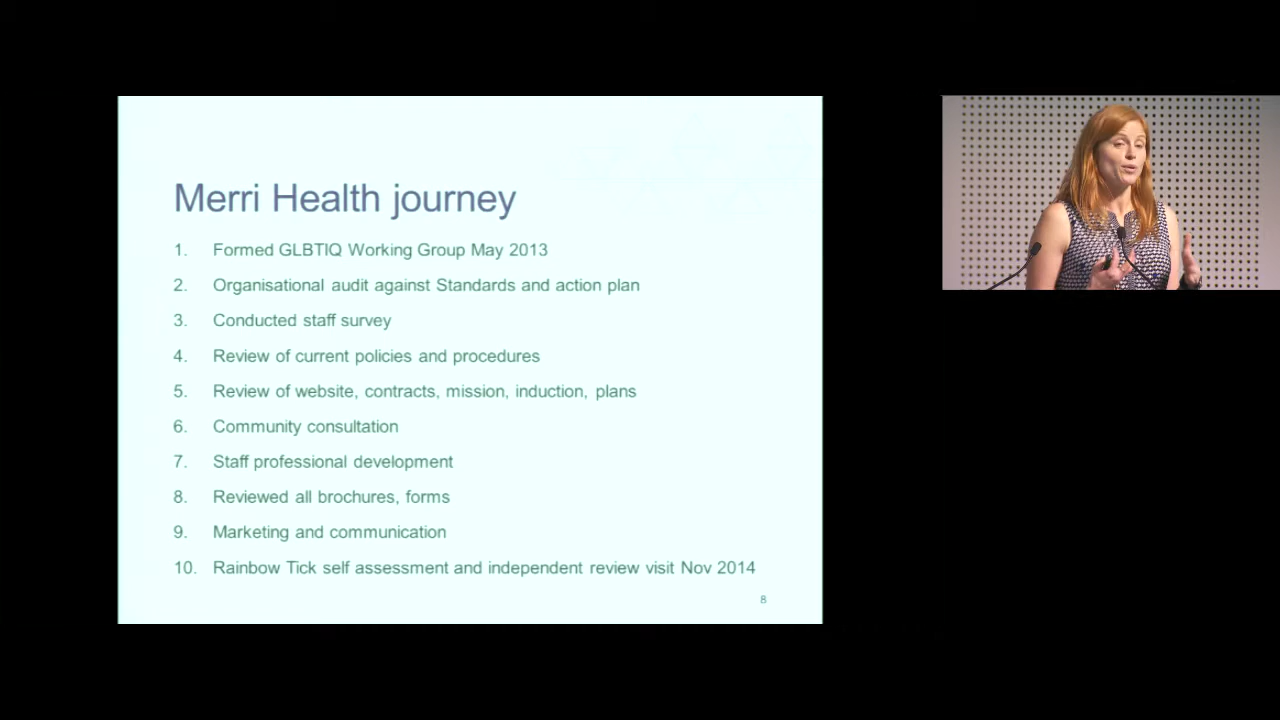 Merri Health journey
1. Formed GLBTIQ Working Group May 2013
2. Organisational audit against Standards and action plan
3. Conducted staff survey
4. Review of current policies and procedures
5. Review of website, contracts, mission, induction, plans
6. Community consultation
7. Staff professional development
8. Reviewed all brochures, forms
9. Marketing and communication
10. Rainbow Tick self assessment and independent review visit Nov 2014
8